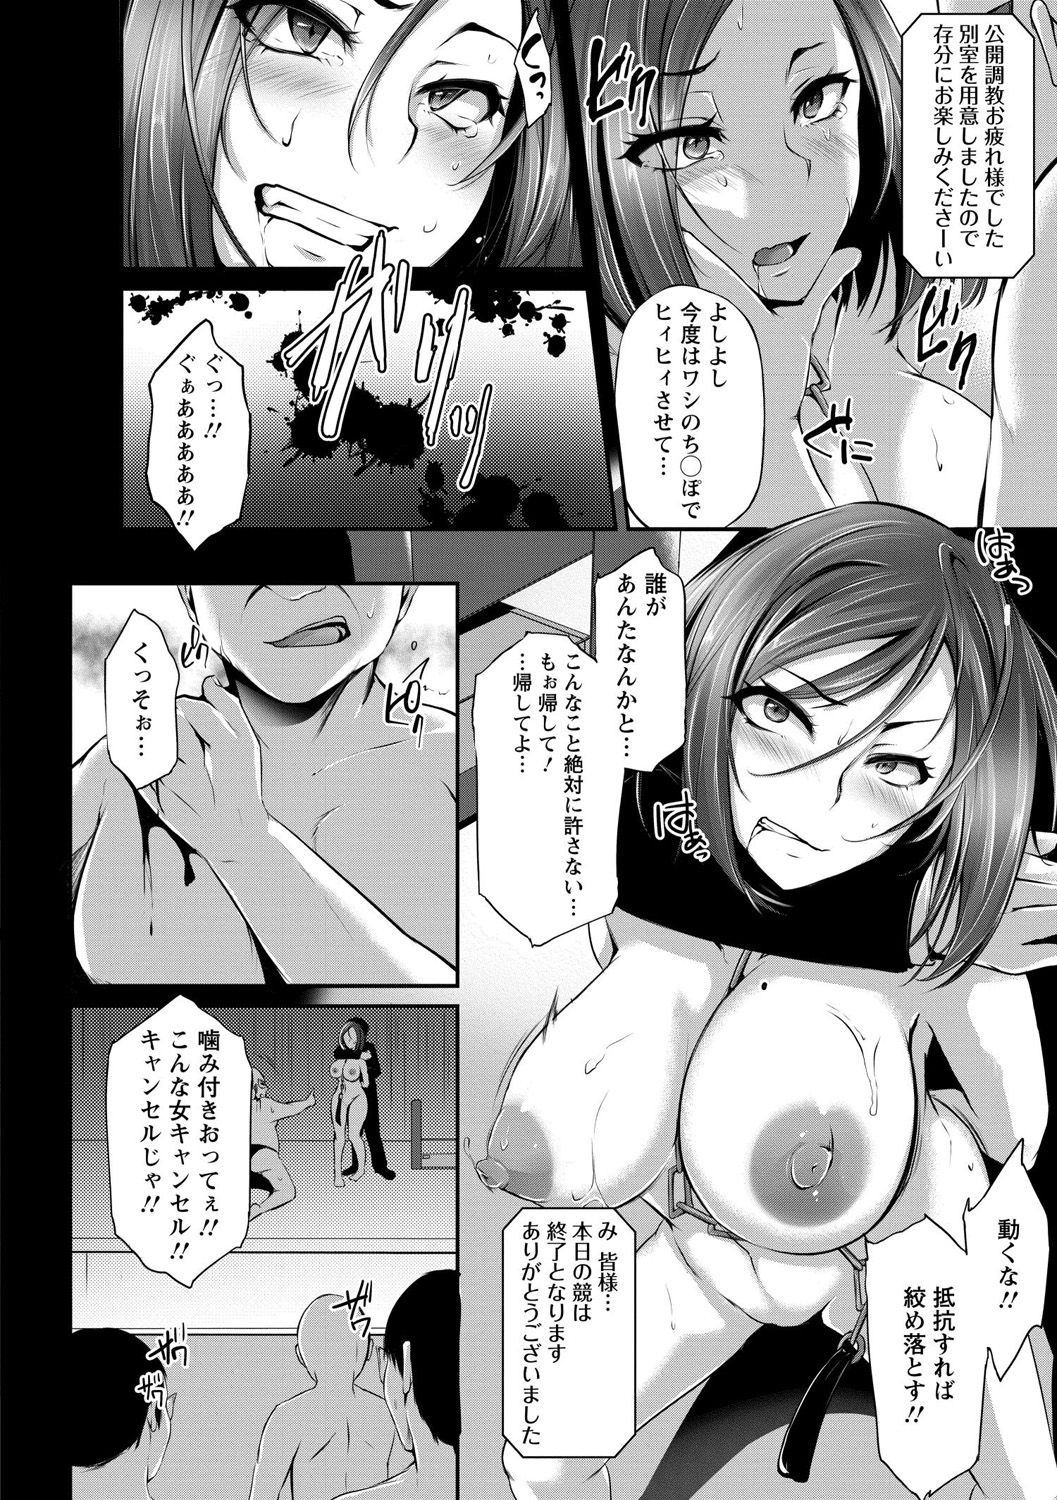 公開調教お疲れ様でした
別室を用意しましたので
存分にお楽しみくださーい
ビク
ビク
よしよし
今度はワシのち〇ぽで
ヒィヒィさせて…
ぐに
くっ
ぐっ…!!
ぐぁああああぁ!!
はぁっ
誰が
あんたなんかと…
こんなこと絶対に許さない…
もぉ帰して!
…帰してよ…
はぁっ
動くな!!
抵抗すれば
絞め落とす!!
み 皆様…
本日の競は
終了となります
ありがとうございました
くっそぉ…
噛み付きおってぇ!!
こんな女キャンセル!!
キャンセルじゃ!!
ザワ
ザワ